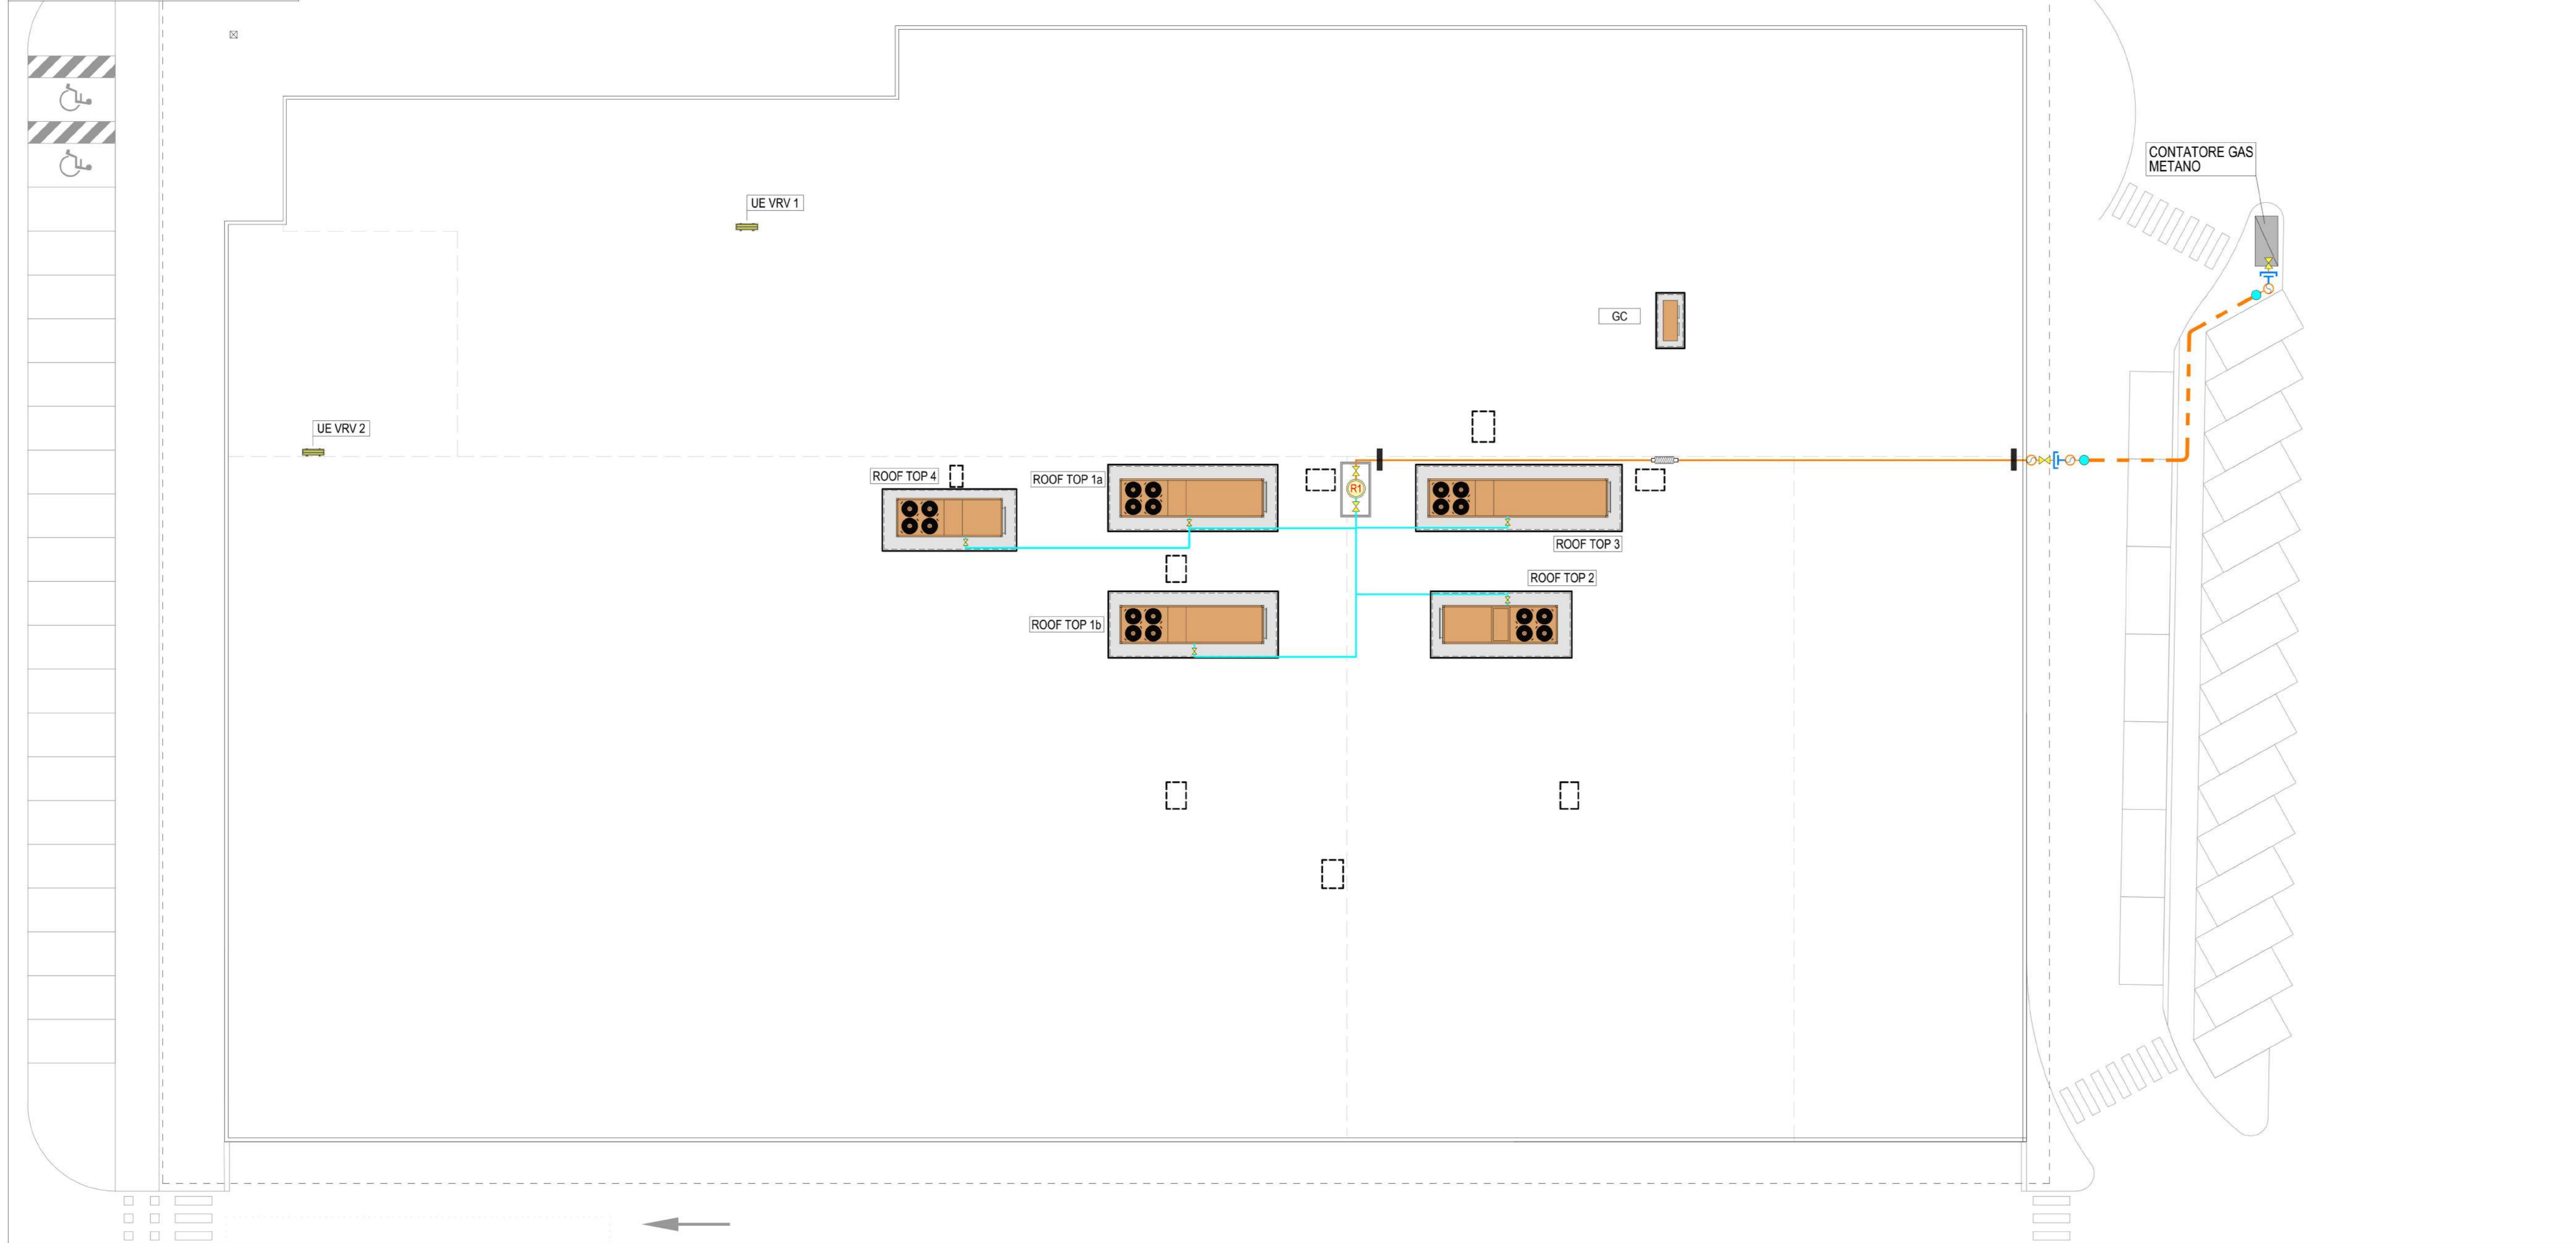 CONTATORE GAS
METANO
UE VRV 1
GC
UE VRV 2
ROOF TOP 4
ROOF TOP 1a
R1
ROOF TOP 3
ROOF TOP 2
ROOF TOP 1b